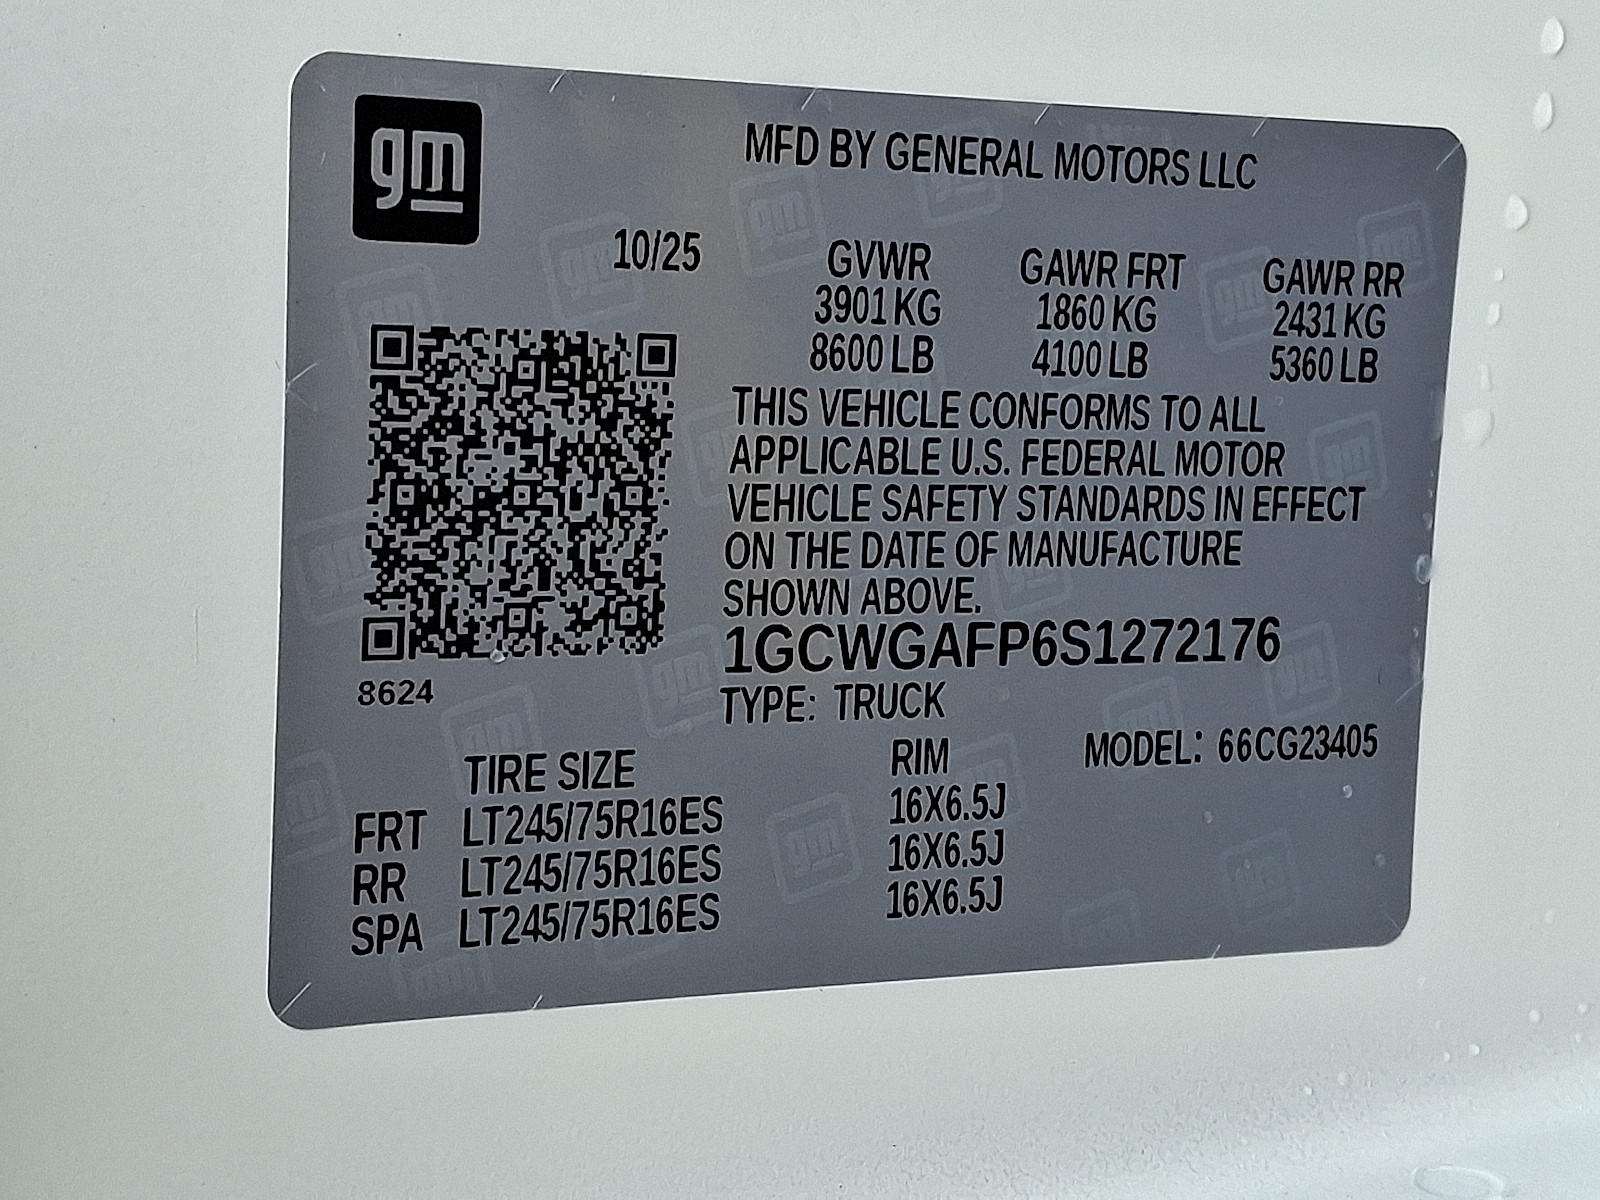 gm
MFD BY GENERAL MOTORS LLC
10/25
GVWR GAWR FRT GAWR RR
3901 KG 1860 KG 2431 KG
8600 LB 4100 LB 5360 LB
THIS VEHICLE CONFORMS TO ALL
APPLICABLE U.S. FEDERAL MOTOR
VEHICLE SAFETY STANDARDS IN EFFECT
ON THE DATE OF MANUFACTURE
SHOWN ABOVE.
1GCWGAFP6S1272176
8624
TYPE: TRUCK
MODEL: 66CG23405
TIRE SIZE RIM
FRT LT245/75R16ES 16X6.5J
RR LT245/75R16ES 16X6.5J
SPA LT245/75R16ES 16X6.5J